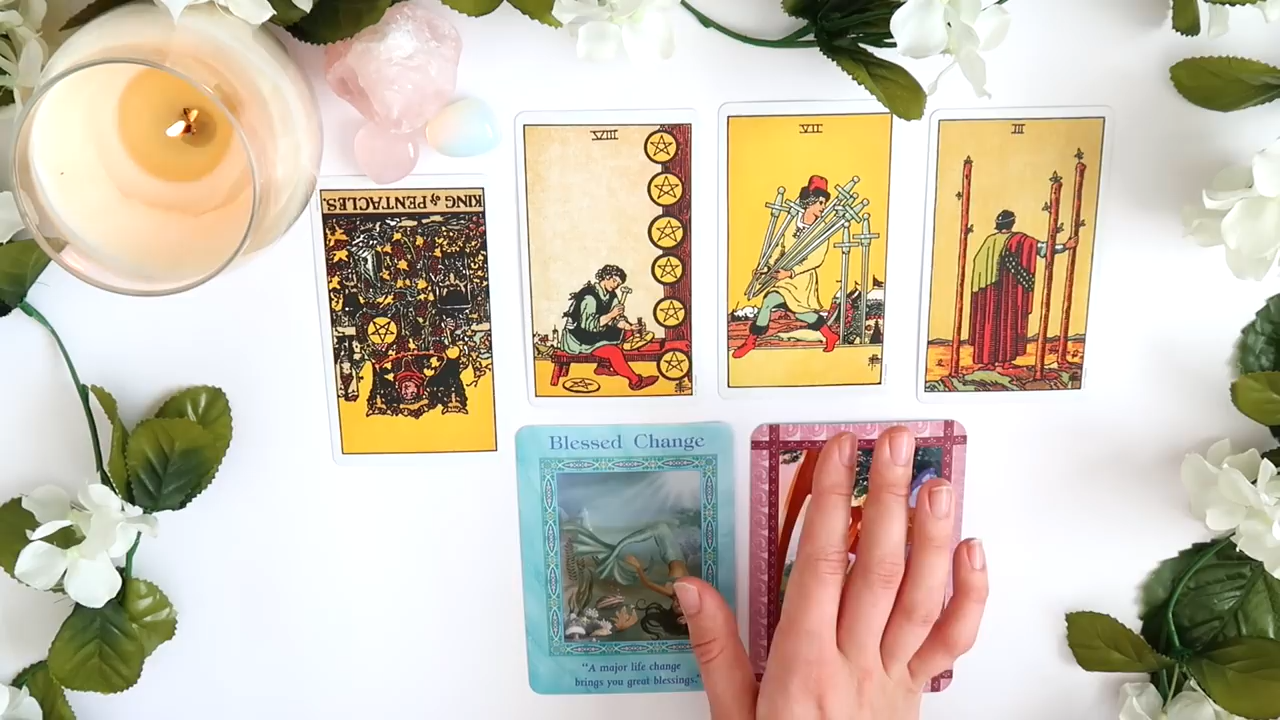 KING of PENTACLES.
VIII
VII
III
Blessed Change
"A major life change
brings you great blessings."